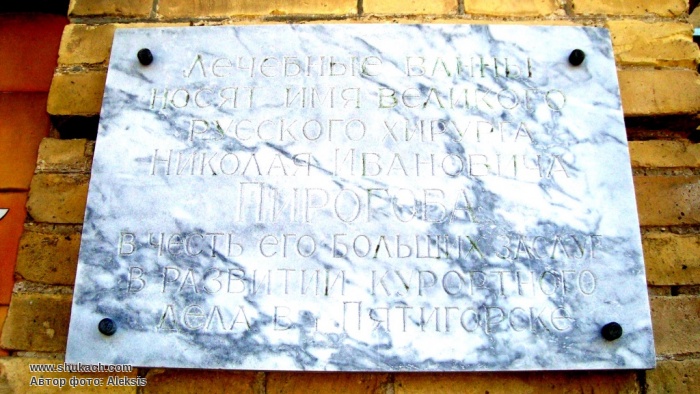 Лечебные ванны
носят имя великого
русского хирурга
Николая Ивановича
Пирогова
в честь его больших заслуг
в развитии курортного
дела в г. Пятигорске
www.shukach.com
Автор фото: Aleksis